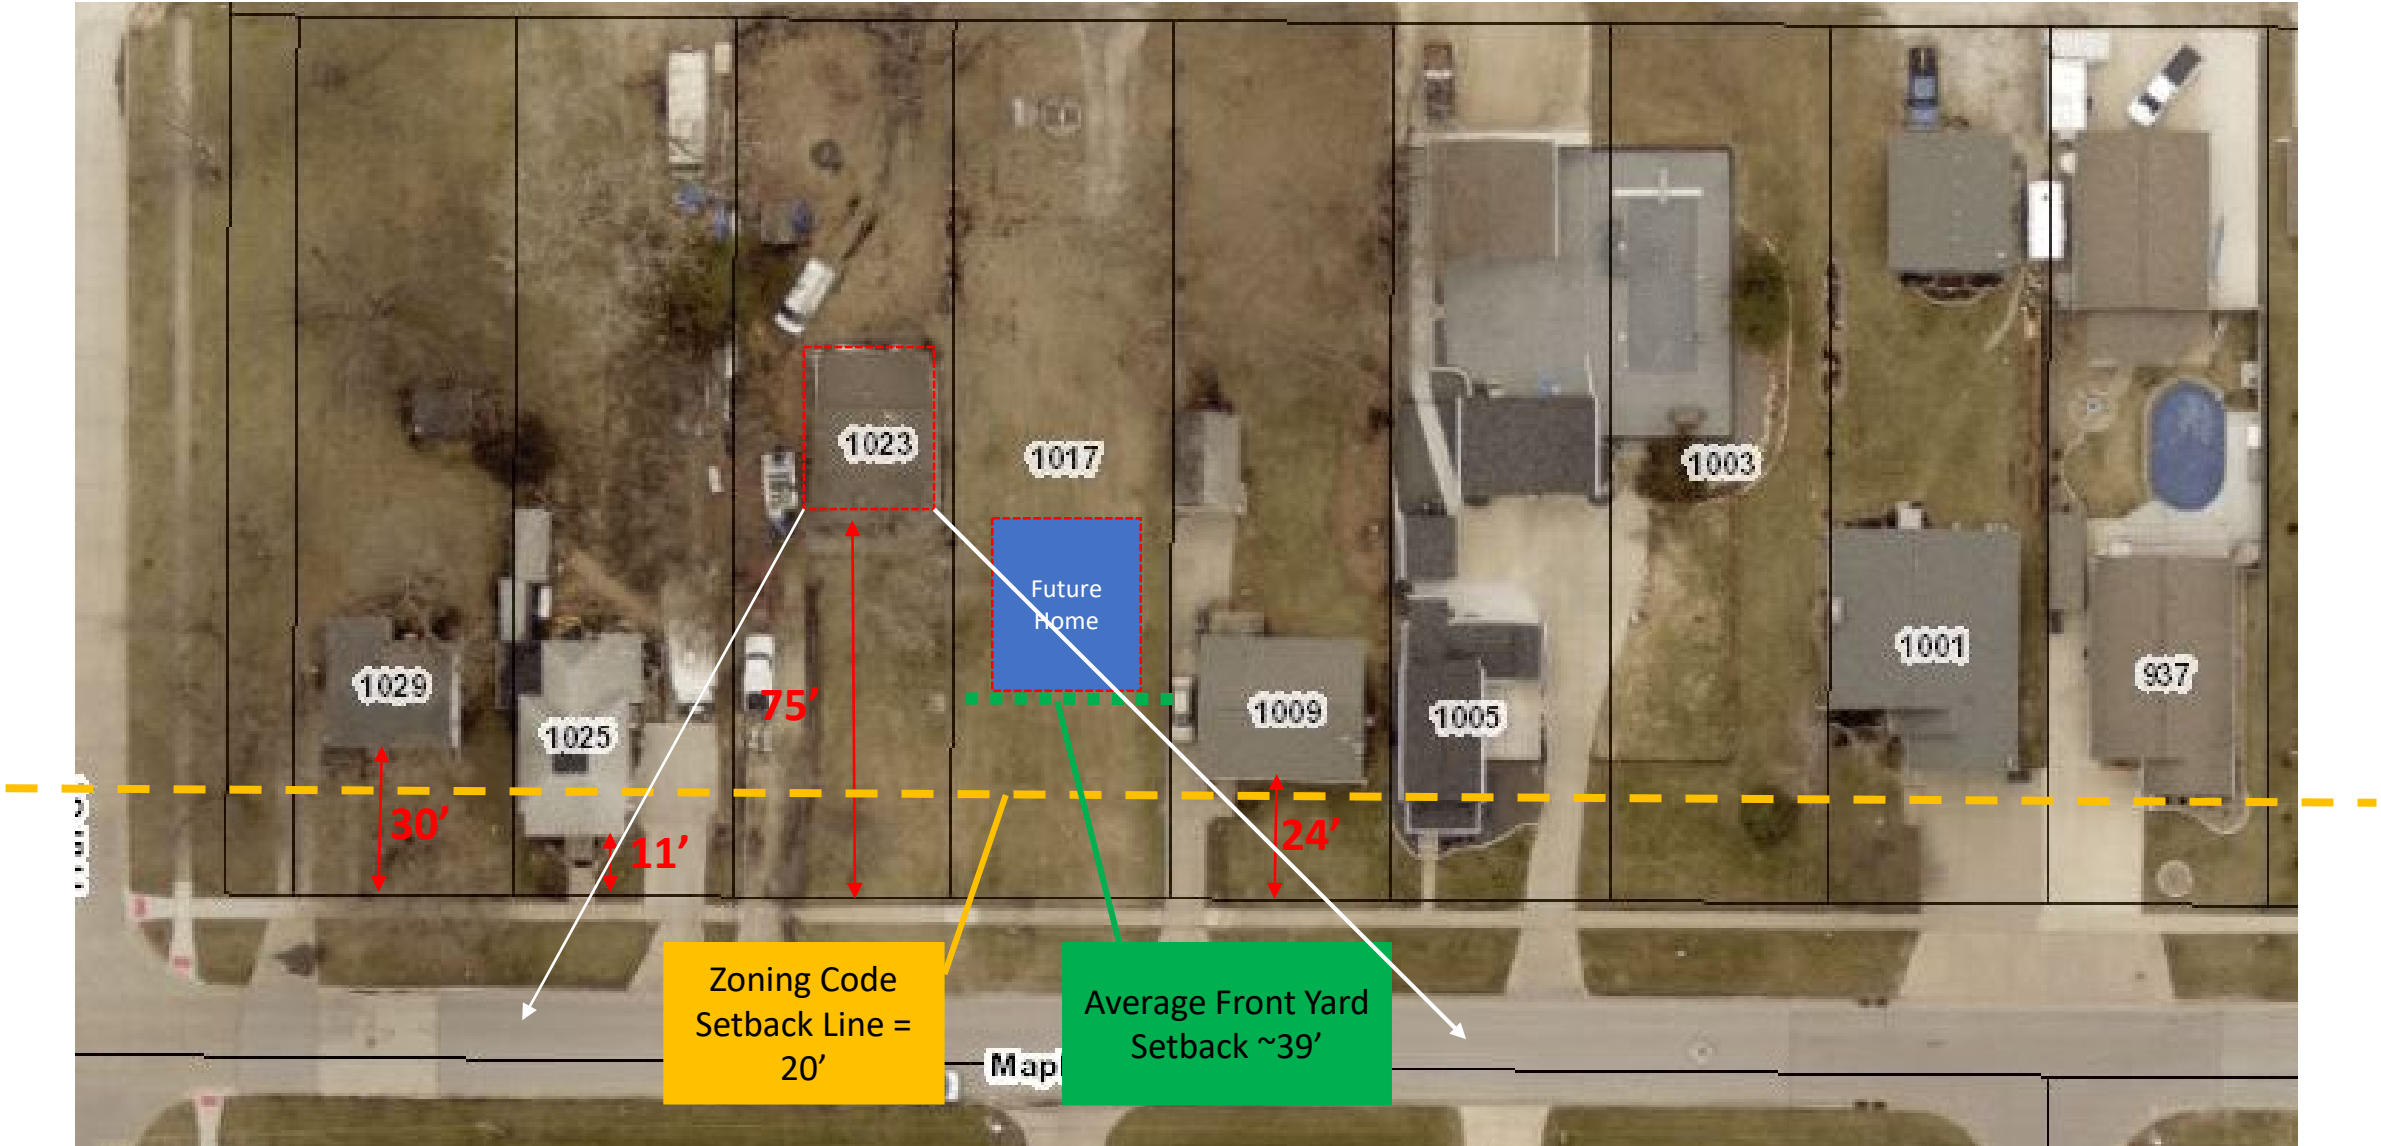 1023
1017
1003
Future
Home
1029
1025
75’
1009
1005
1001
937
30’
11’
24’
Zoning Code
Setback Line =
20’
Average Front Yard
Setback ~39’
Map